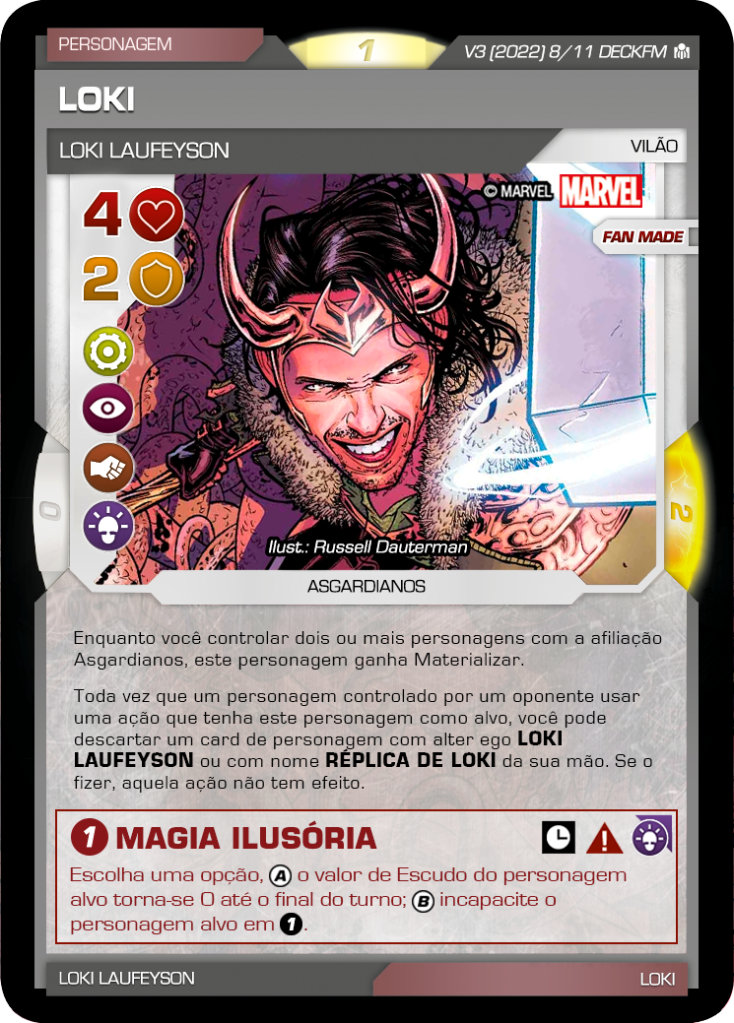 PERSONAGEM
1
V3 (2022) 8/11 DECKFM
LOKI
LOKI LAUFEYSON
VILÃO
© MARVEL MARVEL
4
FAN MADE
2
0
2
Ilust.: Russell Dauterman
ASGARDIANOS
Enquanto você controlar dois ou mais personagens com a afiliação
Asgardianos, este personagem ganha Materializar.
Toda vez que um personagem controlado por um oponente usar
uma ação que tenha este personagem como alvo, você pode
descartar um card de personagem com alter ego LOKI
LAUFEYSON ou com nome RÉPLICA DE LOKI da sua mão. Se o
fizer, aquela ação não tem efeito.
1 MAGIA ILUSÓRIA
Escolha uma opção, A o valor de Escudo do personagem
alvo torna-se 0 até o final do turno; B incapacite o
personagem alvo em 1.
LOKI LAUFEYSON
LOKI